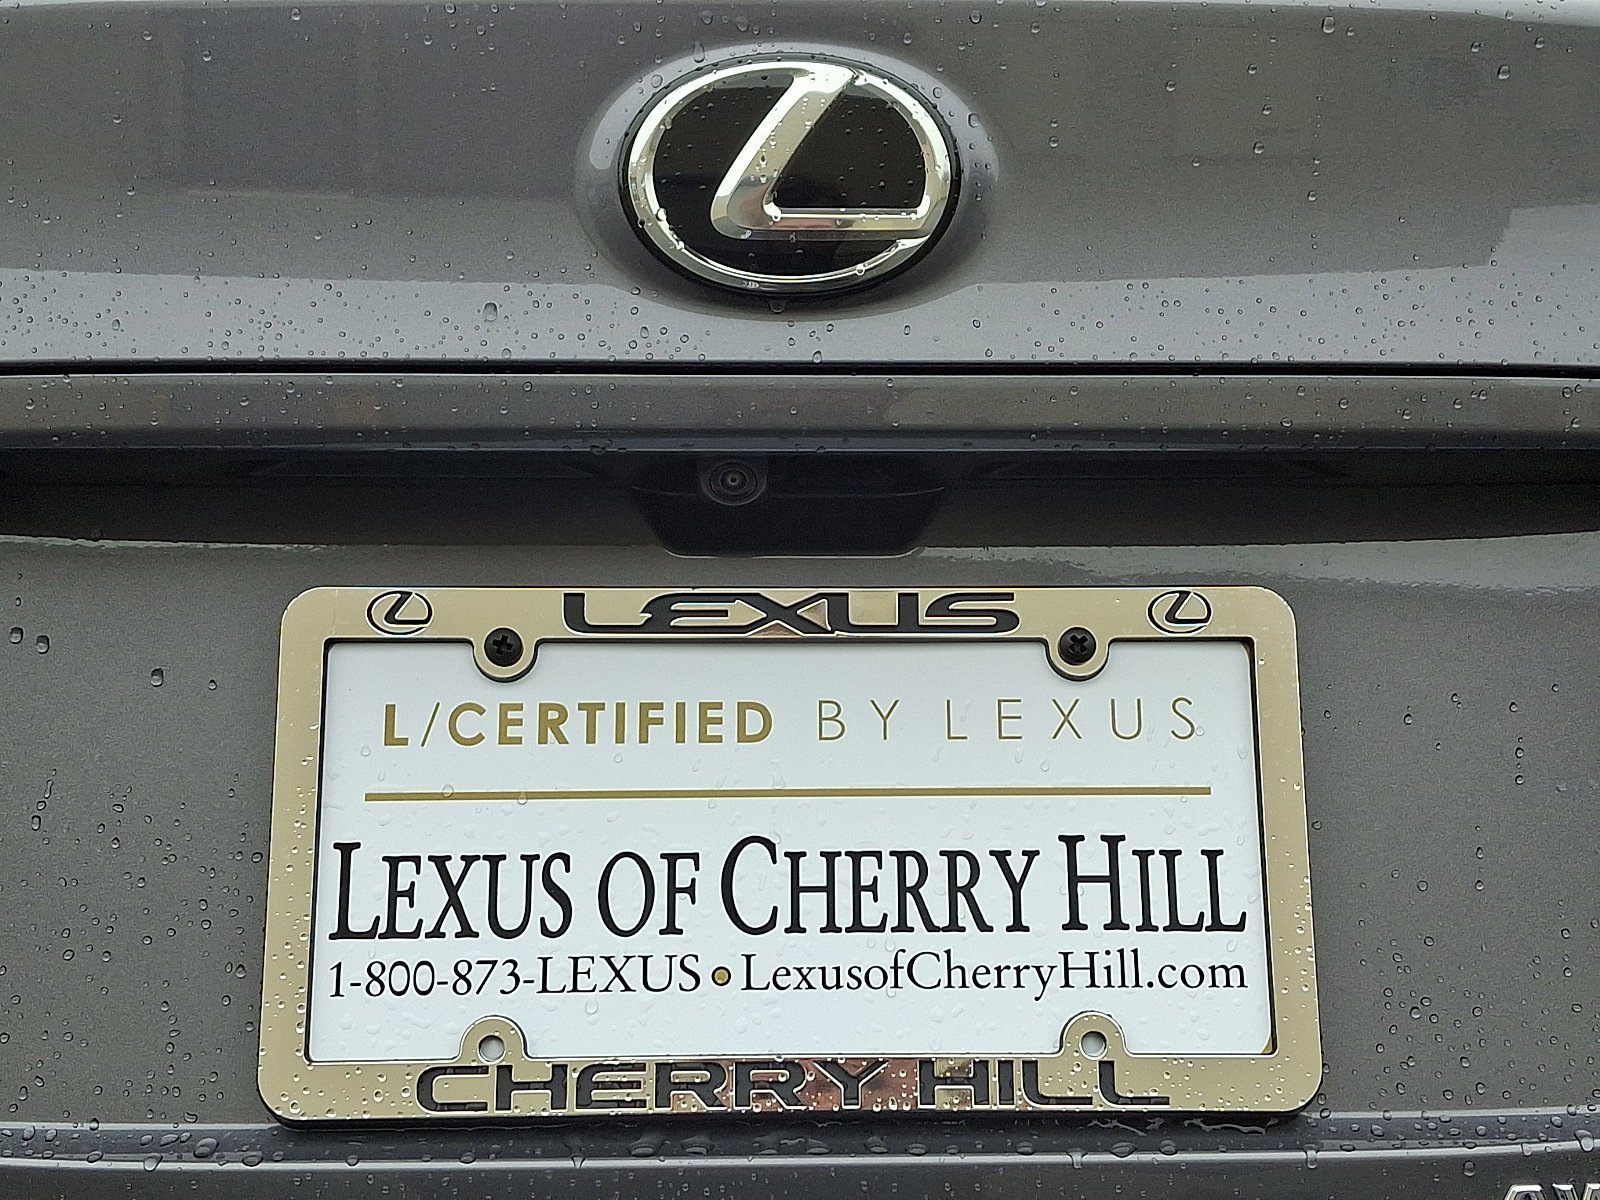 LEXUS
L/CERTIFIED BY LEXUS
LEXUS OF CHERRY HILL
1-800-873-LEXUS • LexusofCherryHill.com
CHERRY HILL